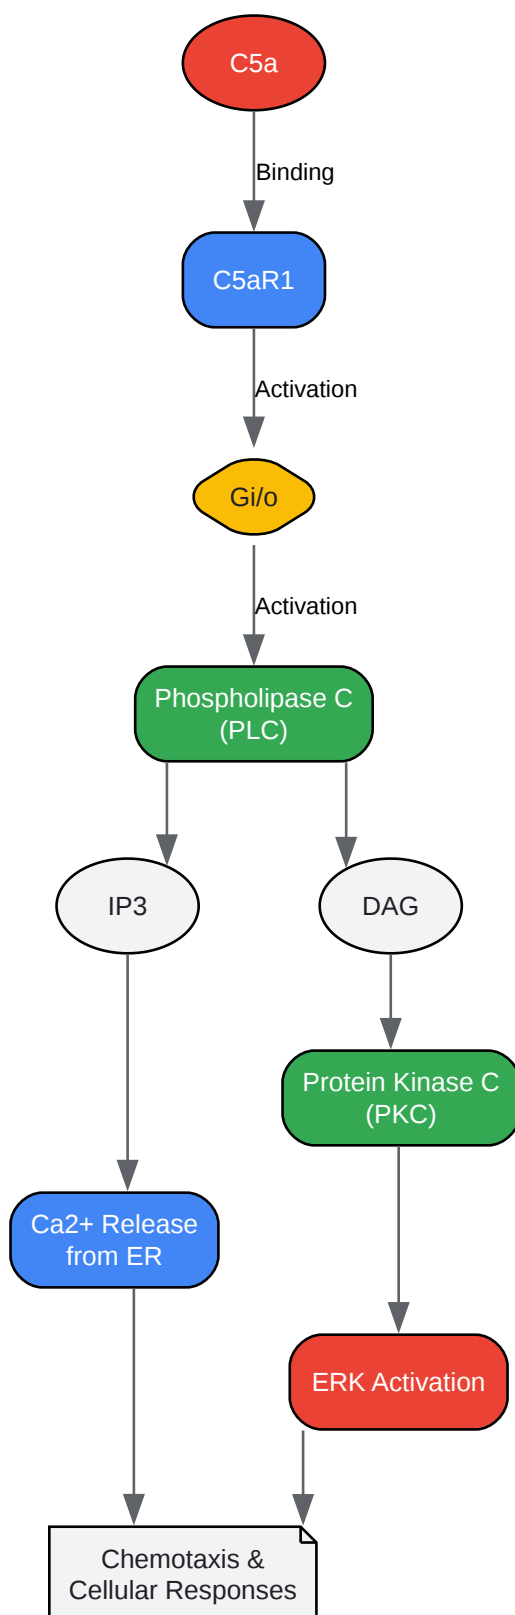 C5a
Binding
C5aR1
Activation
Gi/o
Activation
Phospholipase C
(PLC)
IP3
DAG
Protein Kinase C
(PKC)
Ca2+ Release
from ER
ERK Activation
Chemotaxis &
Cellular Responses